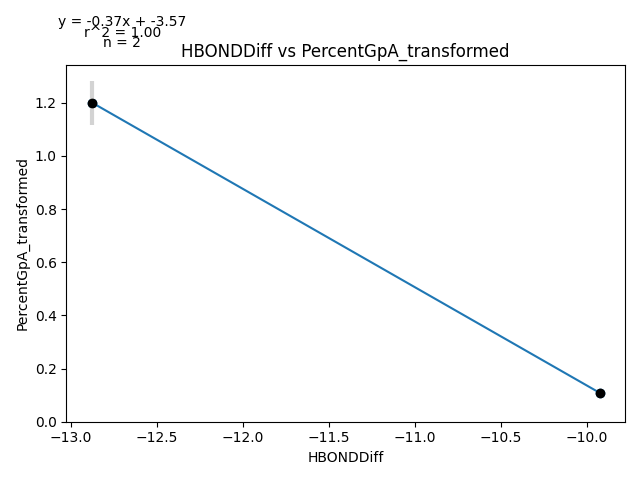 y = -0.37x + -3.57
r^2 = 1.00
n = 2
HBONDDiff vs PercentGpA_transformed
PercentGpA_transformed
1.2
1.0
0.8
0.6
0.4
0.2
0.0
−13.0 −12.5 −12.0 −11.5 −11.0 −10.5 −10.0
HBONDDiff